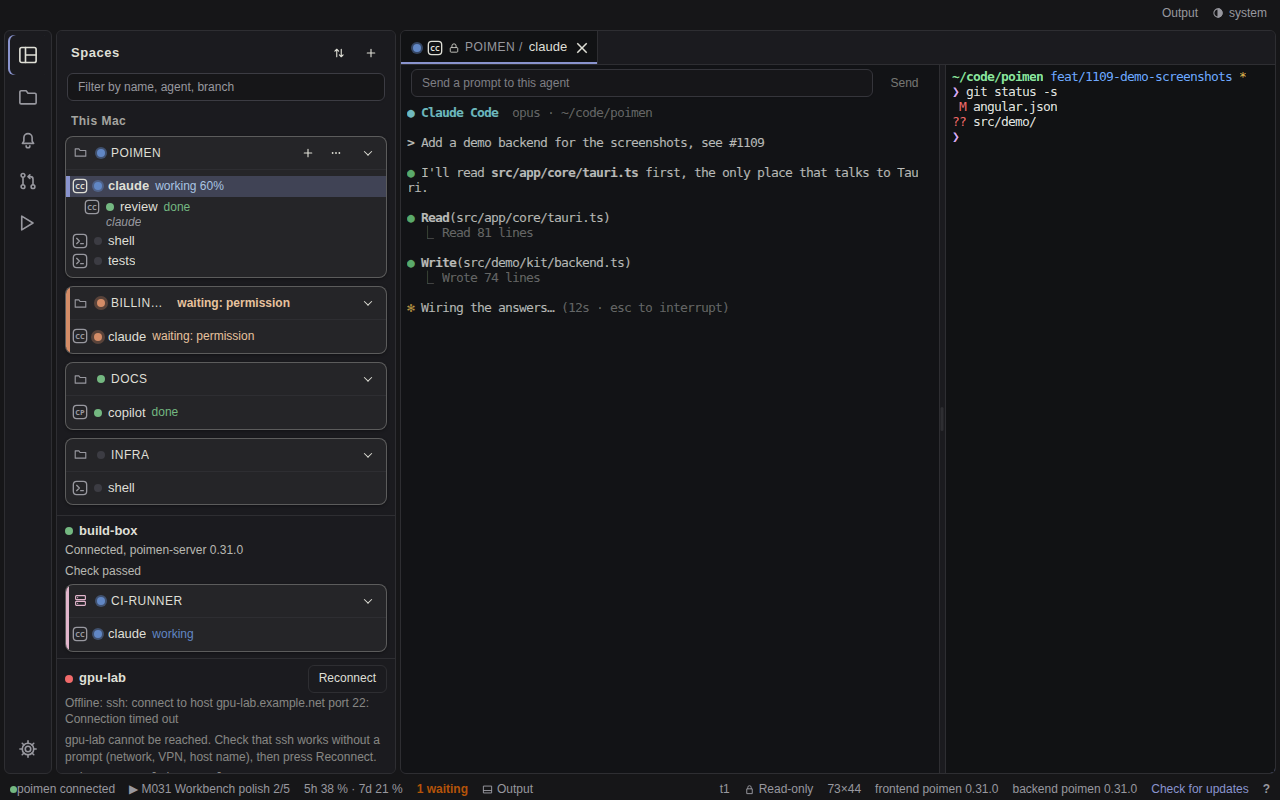 Output system
Spaces
Filter by name, agent, branch
This Mac
POIMEN
CC claude working 60%
CC review done
claude
shell
tests
BILLIN… waiting: permission
CC claude waiting: permission
DOCS
CP copilot done
INFRA
shell
build-box
Connected, poimen-server 0.31.0
Check passed
CI-RUNNER
CC claude working
gpu-lab Reconnect
Offline: ssh: connect to host gpu-lab.example.net port 22:
Connection timed out
gpu-lab cannot be reached. Check that ssh works without a
prompt (network, VPN, host name), then press Reconnect.
CC POIMEN / claude
Send a prompt to this agent Send
● Claude Code opus · ~/code/poimen
> Add a demo backend for the screenshots, see #1109
● I'll read src/app/core/tauri.ts first, the only place that talks to Tau
ri.
● Read(src/app/core/tauri.ts)
⎿ Read 81 lines
● Write(src/demo/kit/backend.ts)
⎿ Wrote 74 lines
✻ Wiring the answers… (12s · esc to interrupt)
~/code/poimen feat/1109-demo-screenshots *
❯ git status -s
M angular.json
?? src/demo/
❯
poimen connected ▶ M031 Workbench polish 2/5 5h 38 % · 7d 21 % 1 waiting Output t1 Read-only 73×44 frontend poimen 0.31.0 backend poimen 0.31.0 Check for updates ?